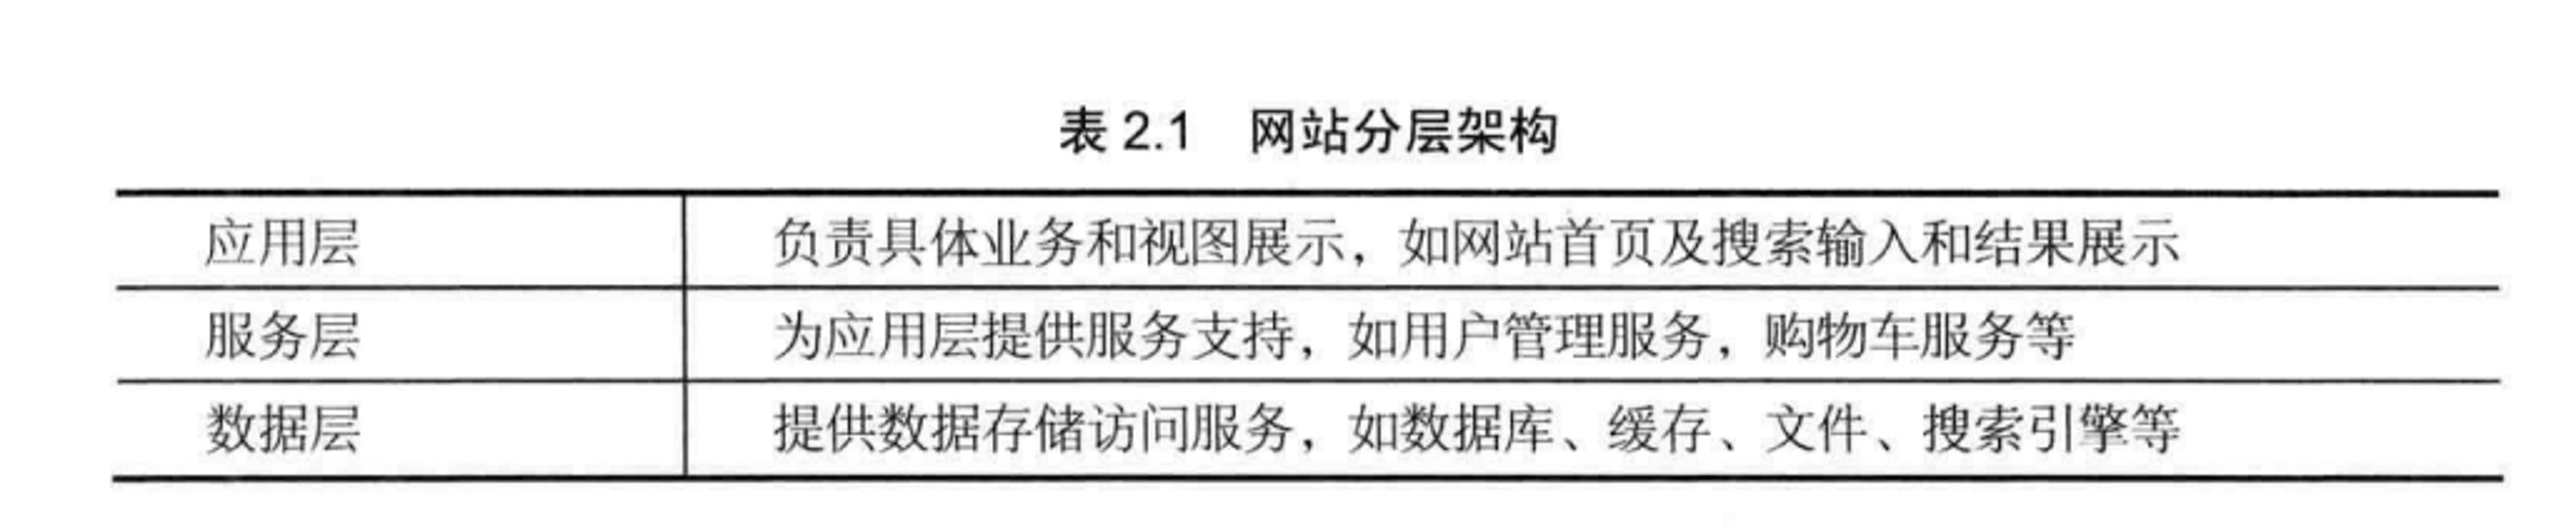 表 2.1 网站分层架构
应用层 负责具体业务和视图展示，如网站首页及搜索输入和结果展示
服务层 为应用层提供服务支持，如用户管理服务，购物车服务等
数据层 提供数据存储访问服务，如数据库、缓存、文件、搜索引擎等